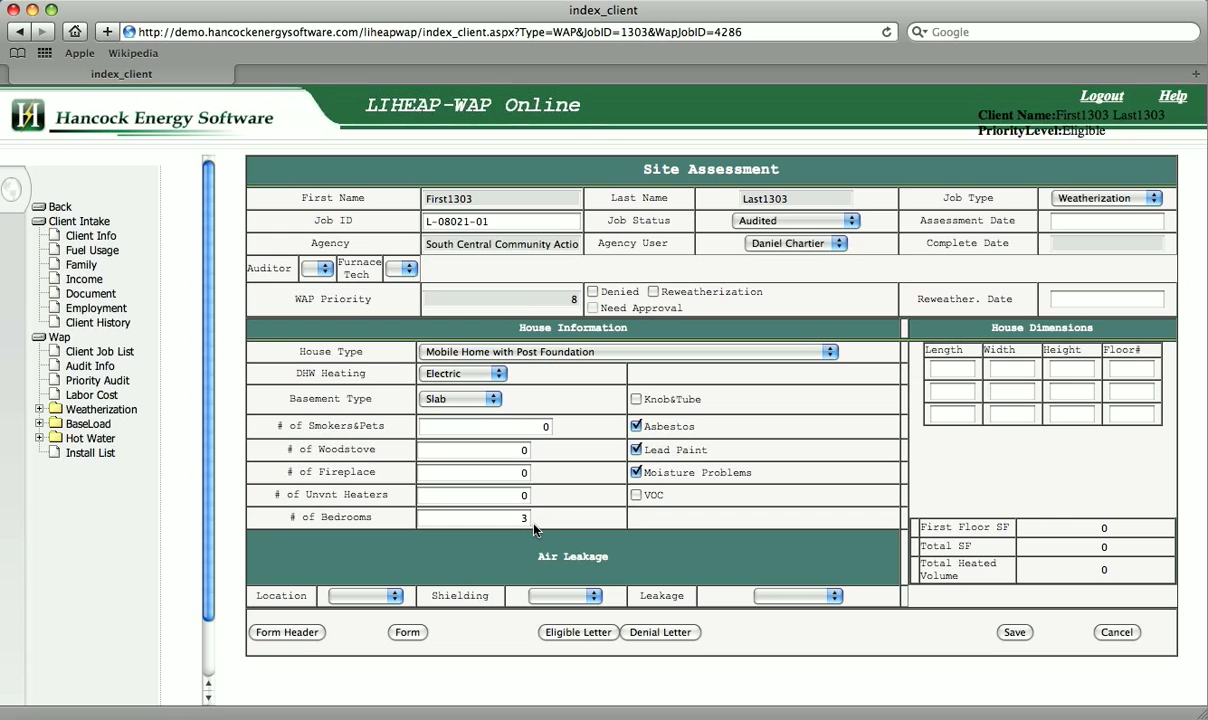 index_client
http://demo.hancockenergysoftware.com/liheapwap/index_client.aspx?Type=WAP&JobID=1303&WapJobID=4286
Google
Apple Wikipedia
index_client
Hancock Energy Software
LIHEAP-WAP Online
Logout Help
Client Name:First1303 Last1303
PriorityLevel:Eligible
Back
Client Intake
Client Info
Fuel Usage
Family
Income
Document
Employment
Client History
Wap
Client Job List
Audit Info
Priority Audit
Labor Cost
Weatherization
BaseLoad
Hot Water
Install List
Site Assessment
First Name First1303 Last Name Last1303 Job Type Weatherization
Job ID L-08021-01 Job Status Audited Assessment Date
Agency South Central Community Actio Agency User Daniel Chartier Complete Date
Auditor Furnace Tech
WAP Priority 8 Denied Reweatherization Reweather. Date
Need Approval
House Information
House Type Mobile Home with Post Foundation
DHW Heating Electric
Basement Type Slab Knob&Tube
# of Smokers&Pets 0 Asbestos
# of Woodstove 0 Lead Paint
# of Fireplace 0 Moisture Problems
# of Unvnt Heaters 0 VOC
# of Bedrooms 3
House Dimensions
Length Width Height Floor#
First Floor SF 0
Total SF 0
Total Heated Volume 0
Air Leakage
Location Shielding Leakage
Form Header Form Eligible Letter Denial Letter Save Cancel